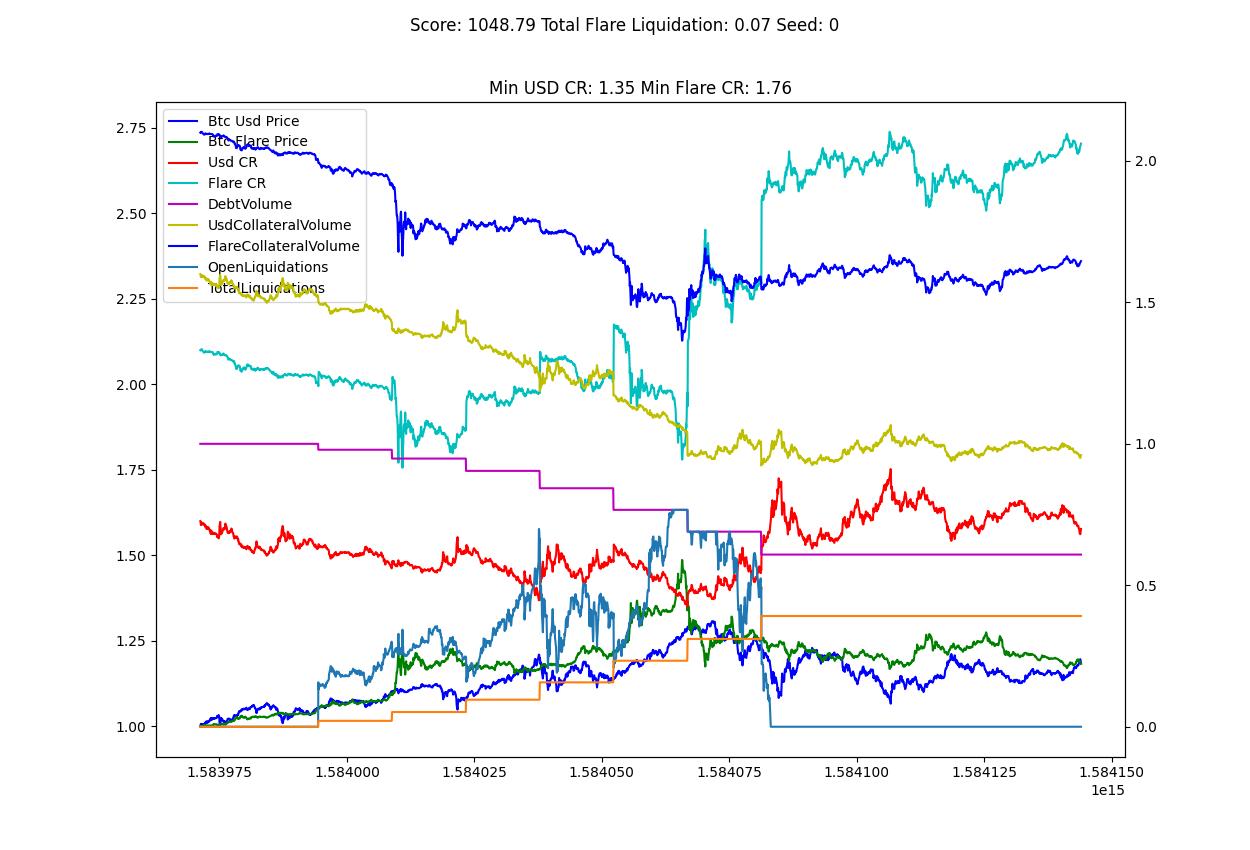 Score: 1048.79 Total Flare Liquidation: 0.07 Seed: 0
Min USD CR: 1.35 Min Flare CR: 1.76
Btc Usd Price
Btc Flare Price
Usd CR
Flare CR
DebtVolume
UsdCollateralVolume
FlareCollateralVolume
OpenLiquidations
TotalLiquidations
2.75
2.50
2.25
2.00
1.75
1.50
1.25
1.00
2.0
1.5
1.0
0.5
0.0
1.583975 1.584000 1.584025 1.584050 1.584075 1.584100 1.584125 1.584150
1e15